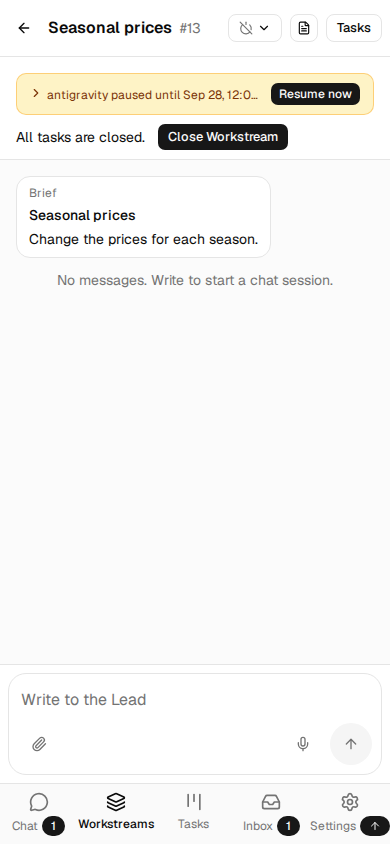 Seasonal prices #13
Tasks
antigravity paused until Sep 28, 12:0...
Resume now
All tasks are closed.
Close Workstream
Brief
Seasonal prices
Change the prices for each season.
No messages. Write to start a chat session.
Write to the Lead
Chat 1
Workstreams
Tasks
Inbox 1
Settings